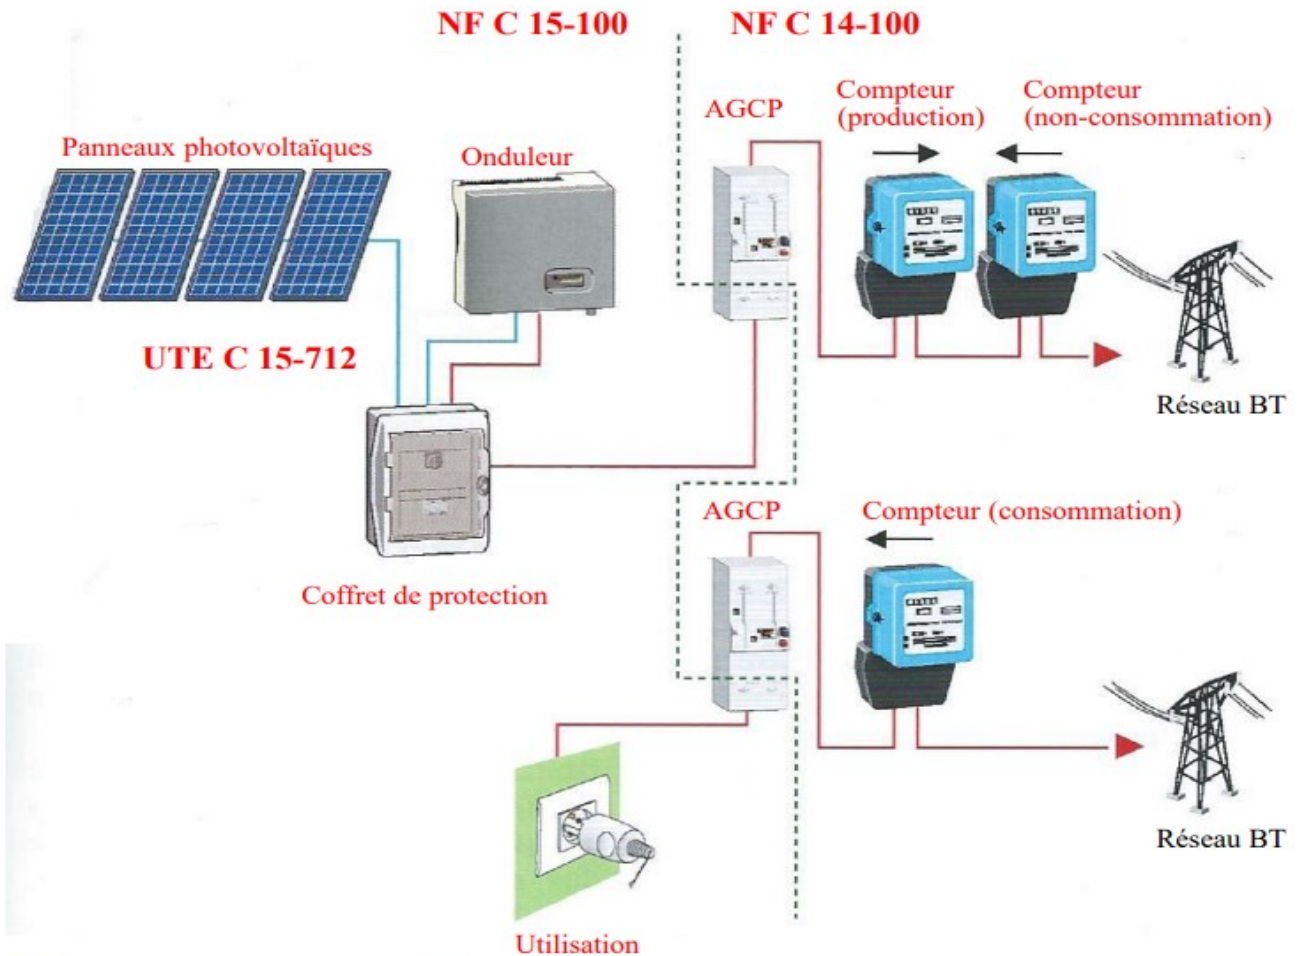 NF C 15-100
NF C 14-100
AGCP
Compteur
(production)
Compteur
(non-consommation)
Panneaux photovoltaïques
Onduleur
UTE C 15-712
Réseau BT
AGCP
Compteur (consommation)
Coffret de protection
Réseau BT
Utilisation